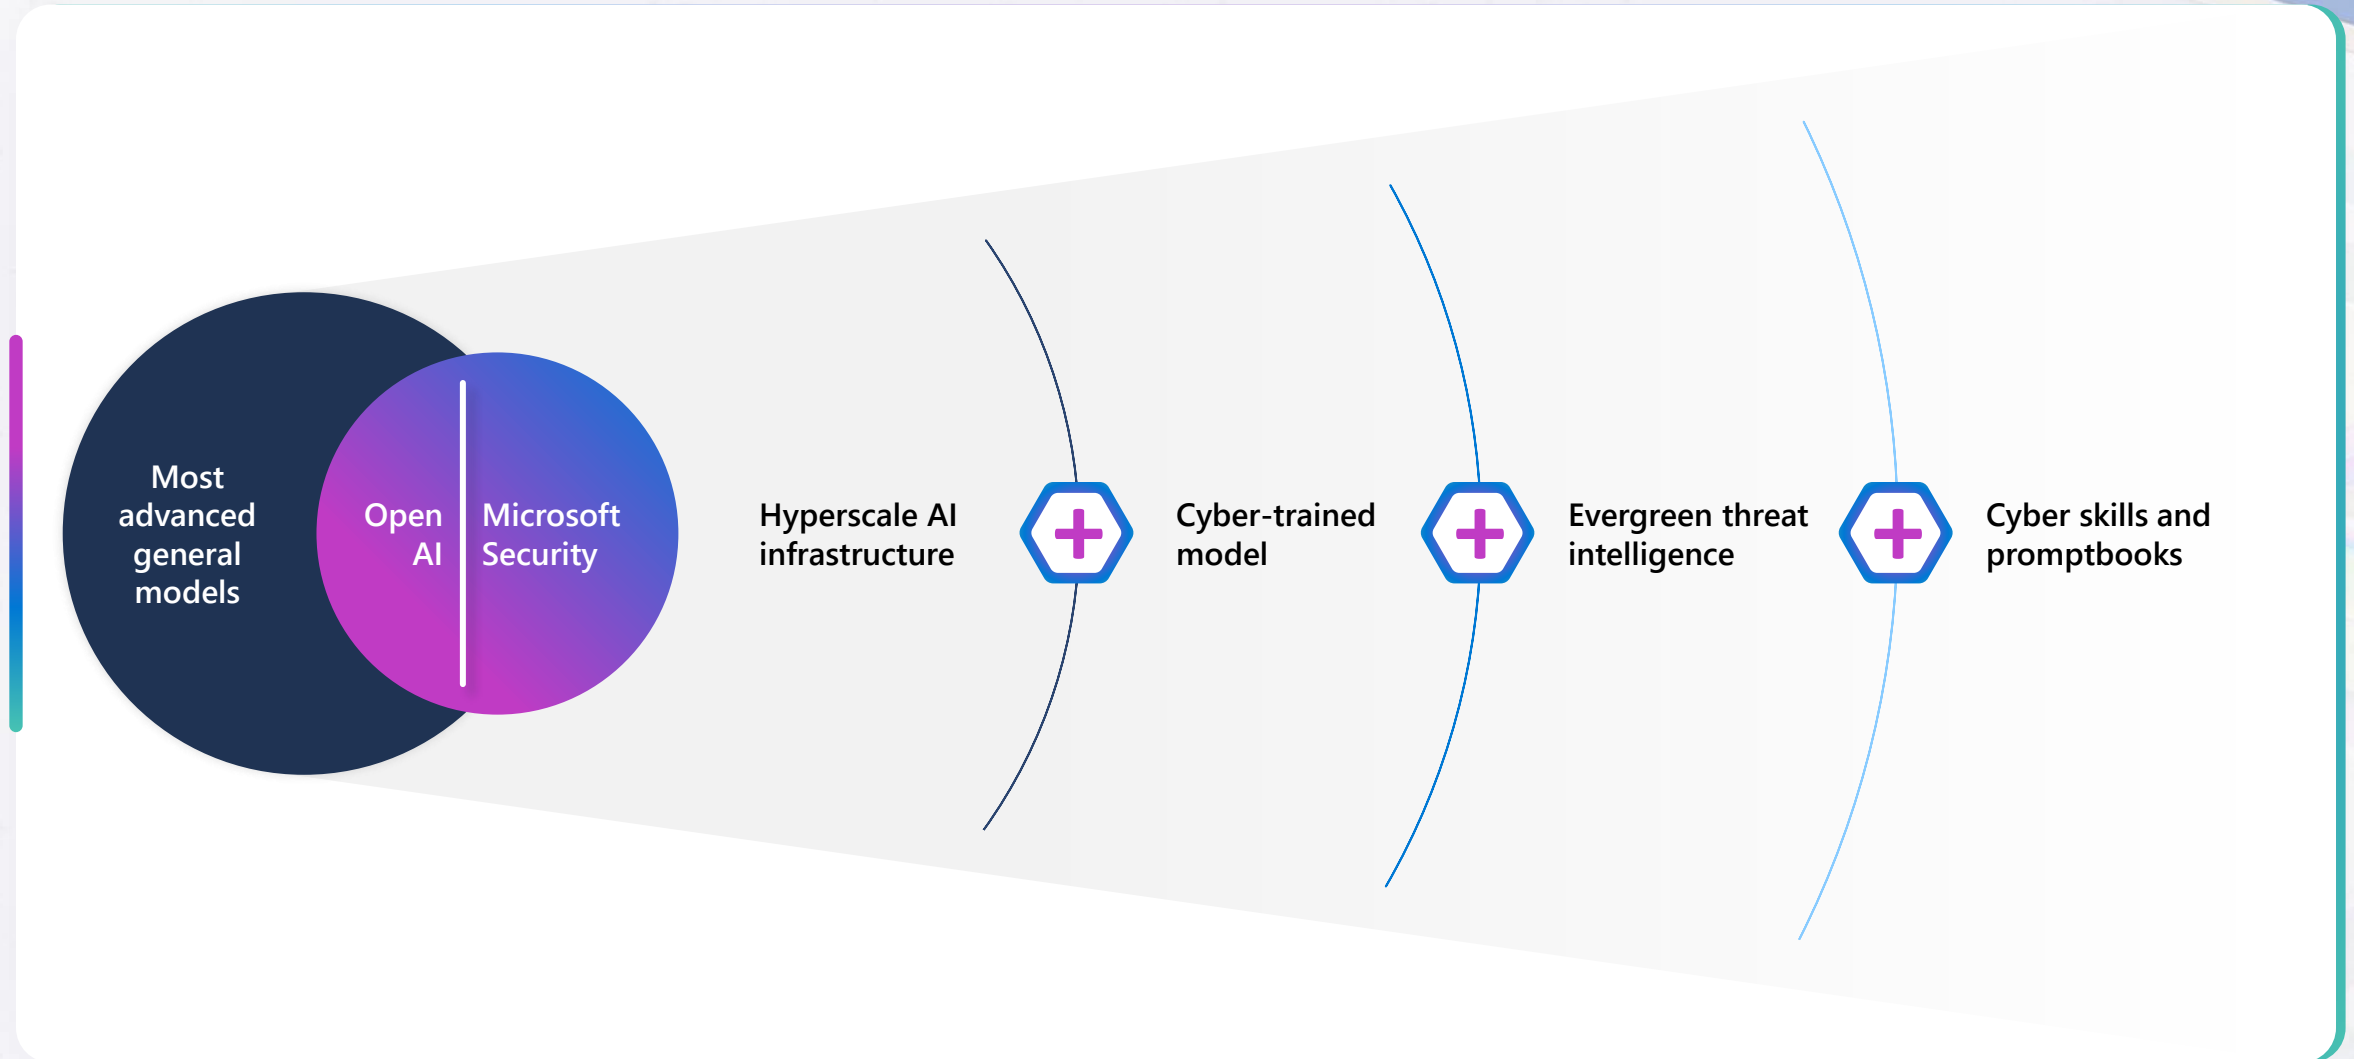 Most
advanced
general
models
Open
AI
Microsoft
Security
Hyperscale AI
infrastructure
Cyber-trained
model
Evergreen threat
intelligence
Cyber skills and
promptbooks